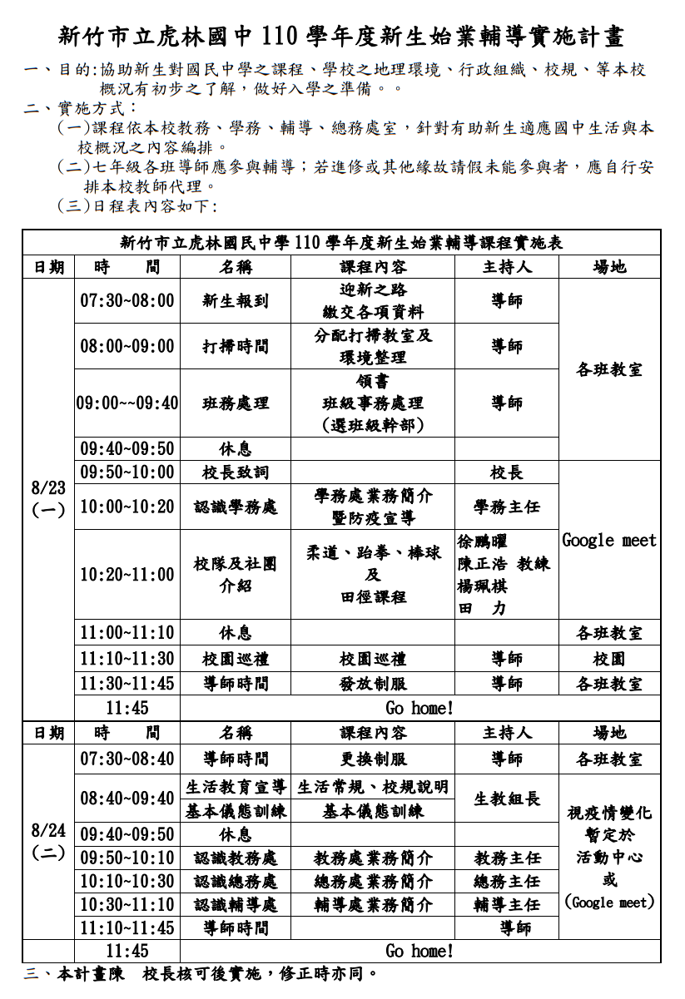 新竹市立虎林國中 110 學年度新生始業輔導實施計畫
一、目的:協助新生對國民中學之課程、學校之地理環境、行政組織、校規、等本校
概況有初步之了解，做好入學之準備。。
二、實施方式：
(一)課程依本校教務、學務、輔導、總務處室，針對有助新生適應國中生活與本
校概況之內容編排。
(二)七年級各班導師應參與輔導；若進修或其他緣故請假未能參與者，應自行安
排本校教師代理。
(三)日程表內容如下:
新竹市立虎林國民中學 110 學年度新生始業輔導課程實施表
日期 時 間 名稱 課程內容 主持人 場地
8/23
(一)
07:30~08:00 新生報到 迎新之路
繳交各項資料 導師
各班教室
08:00~09:00 打掃時間 分配打掃教室及
環境整理 導師
09:00~~09:40 班務處理 領書
班級事務處理
(選班級幹部) 導師
09:40~09:50 休息
09:50~10:00 校長致詞 校長
Google meet
10:00~10:20 認識學務處 學務處業務簡介
暨防疫宣導 學務主任
10:20~11:00 校隊及社團
介紹 柔道、跆拳、棒球
及
田徑課程 徐鵬曜
陳正浩 教練
楊珮棋
田 力
11:00~11:10 休息 各班教室
11:10~11:30 校園巡禮 校園巡禮 導師 校園
11:30~11:45 導師時間 發放制服 導師 各班教室
11:45 Go home!
日期 時 間 名稱 課程內容 主持人 場地
8/24
(二)
07:30~08:40 導師時間 更換制服 導師 各班教室
08:40~09:40 生活教育宣導 生活常規、校規說明 生教組長
基本儀態訓練 基本儀態訓練
視疫情變化
暫定於
活動中心
或
(Google meet)
09:40~09:50 休息
09:50~10:10 認識教務處 教務處業務簡介 教務主任
10:10~10:30 認識總務處 總務處業務簡介 總務主任
10:30~11:10 認識輔導處 輔導處業務簡介 輔導主任
11:10~11:45 導師時間 導師
11:45 Go home!
三、本計畫陳 校長核可後實施，修正時亦同。